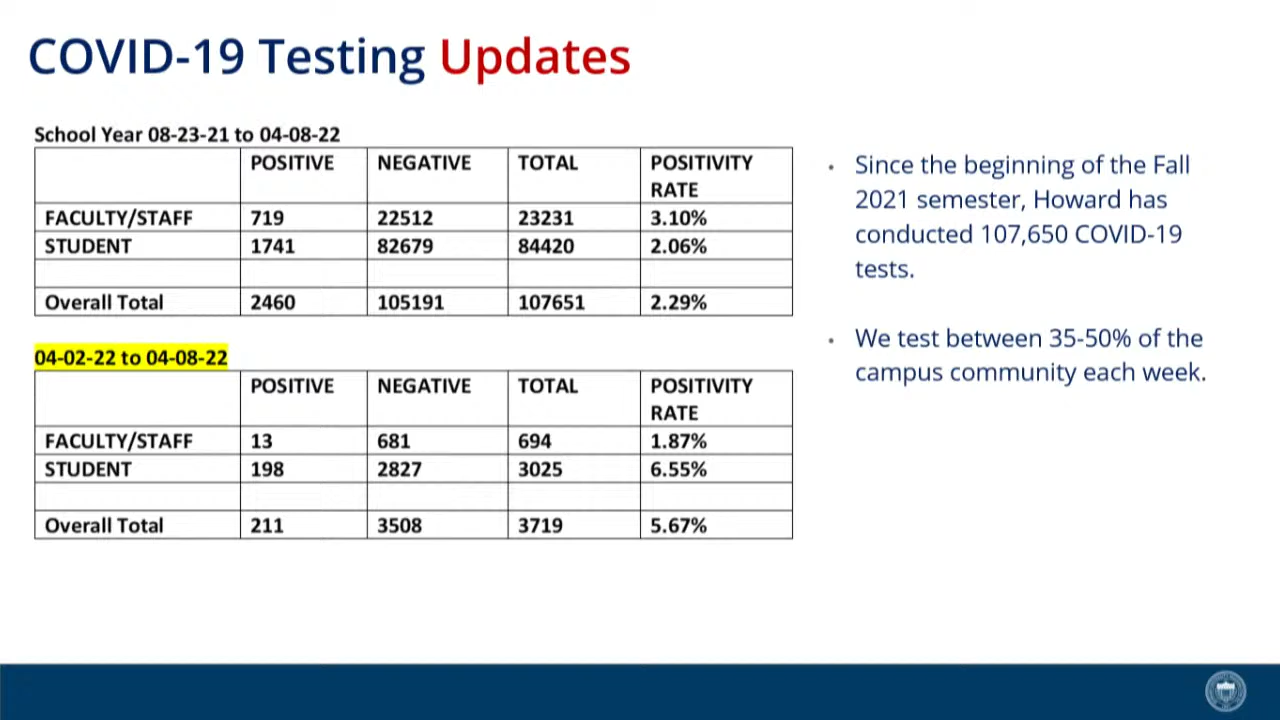 COVID-19 Testing Updates
School Year 08-23-21 to 04-08-22
POSITIVE NEGATIVE TOTAL POSITIVITY
RATE
FACULTY/STAFF 719 22512 23231 3.10%
STUDENT 1741 82679 84420 2.06%
Overall Total 2460 105191 107651 2.29%
04-02-22 to 04-08-22
POSITIVE NEGATIVE TOTAL POSITIVITY
RATE
FACULTY/STAFF 13 681 694 1.87%
STUDENT 198 2827 3025 6.55%
Overall Total 211 3508 3719 5.67%
• Since the beginning of the Fall
2021 semester, Howard has
conducted 107,650 COVID-19
tests.
• We test between 35-50% of the
campus community each week.